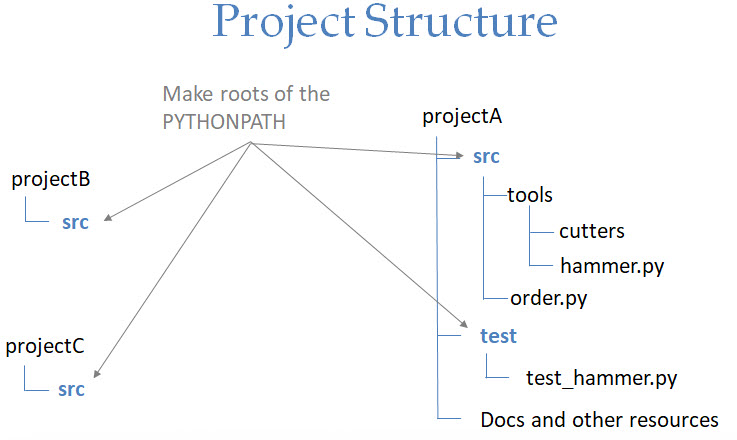 Project Structure
Make roots of the
PYTHONPATH
projectB
src
projectC
src
projectA
src
tools
cutters
hammer.py
order.py
test
test_hammer.py
Docs and other resources